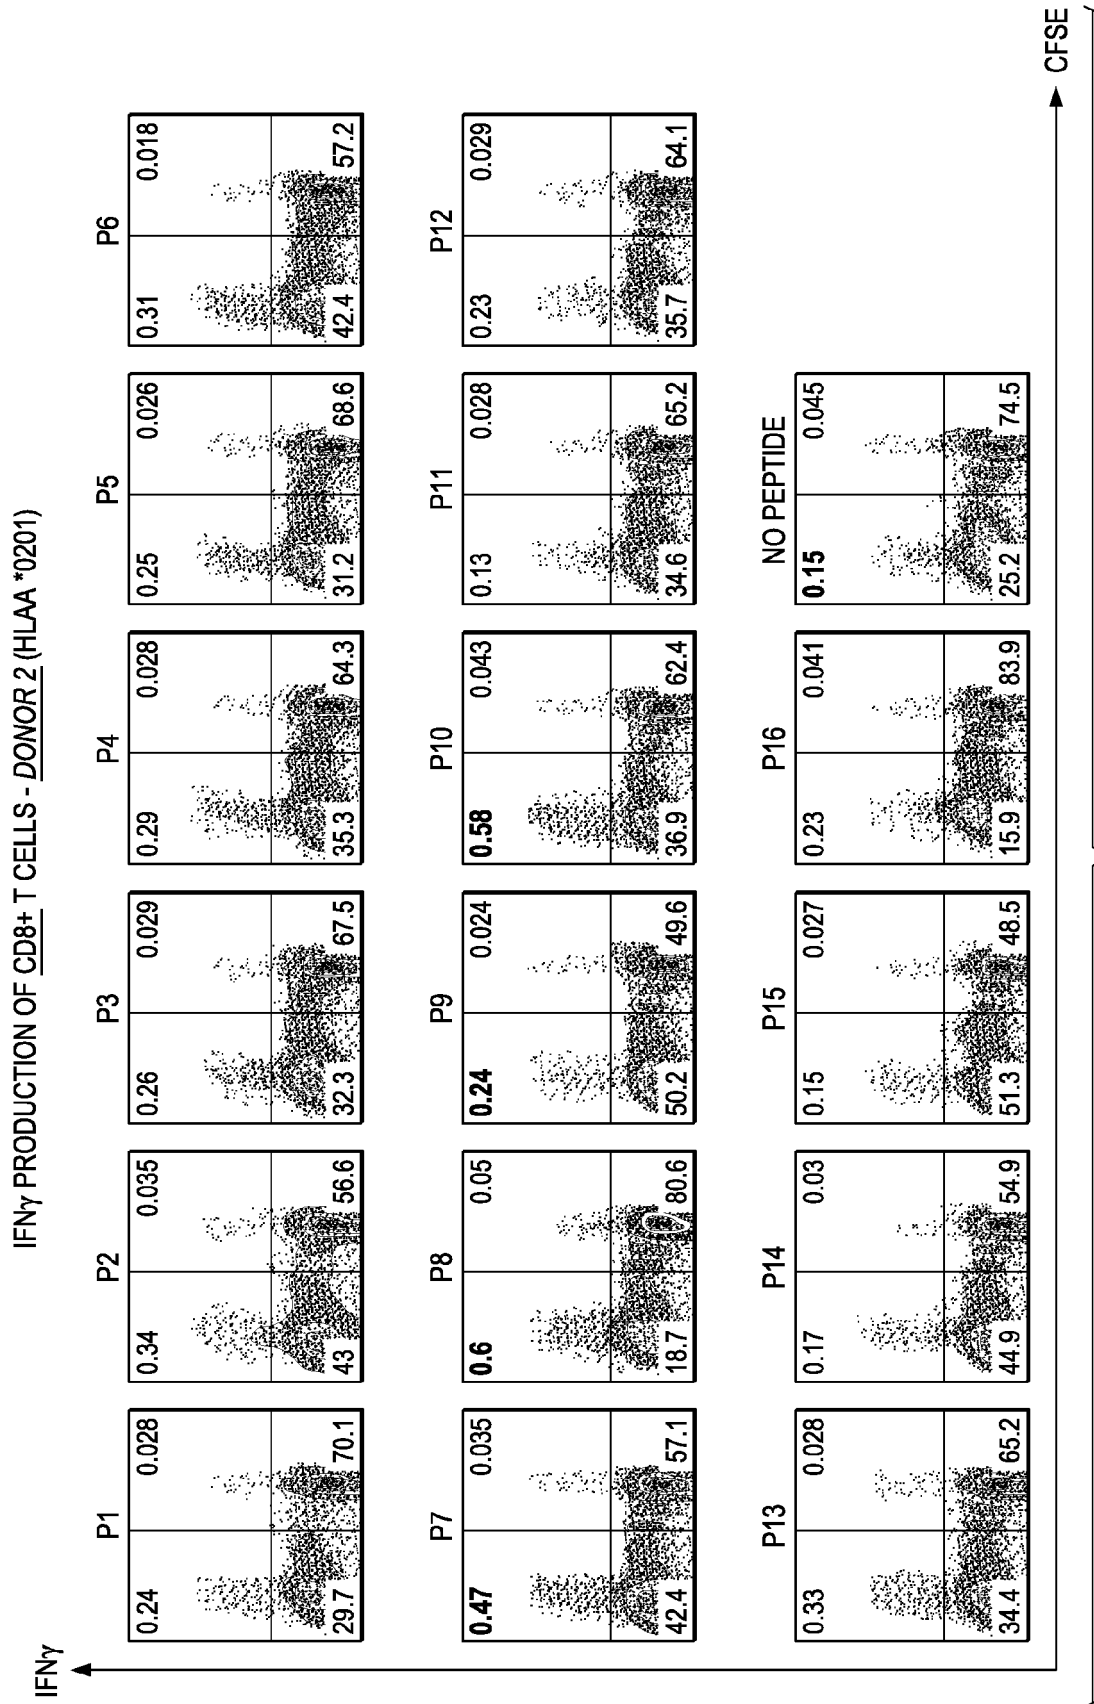 IFNγ PRODUCTION OF CD8+ T CELLS - DONOR 2 (HLAA *0201)
IFNγ
P1
0.24 0.028
29.7 70.1
P2
0.34 0.035
43 56.6
P3
0.26 0.029
32.3 67.5
P4
0.29 0.028
35.3 64.3
P5
0.25 0.026
31.2 68.6
P6
0.31 0.018
42.4 57.2
P7
0.47 0.035
42.4 57.1
P8
0.6 0.05
18.7 80.6
P9
0.24 0.024
50.2 49.6
P10
0.58 0.043
36.9 62.4
P11
0.13 0.028
34.6 65.2
P12
0.23 0.029
35.7 64.1
P13
0.33 0.028
34.4 65.2
P14
0.17 0.03
44.9 54.9
P15
0.15 0.027
51.3 48.5
P16
0.23 0.041
15.9 83.9
NO PEPTIDE
0.15 0.045
25.2 74.5
CFSE